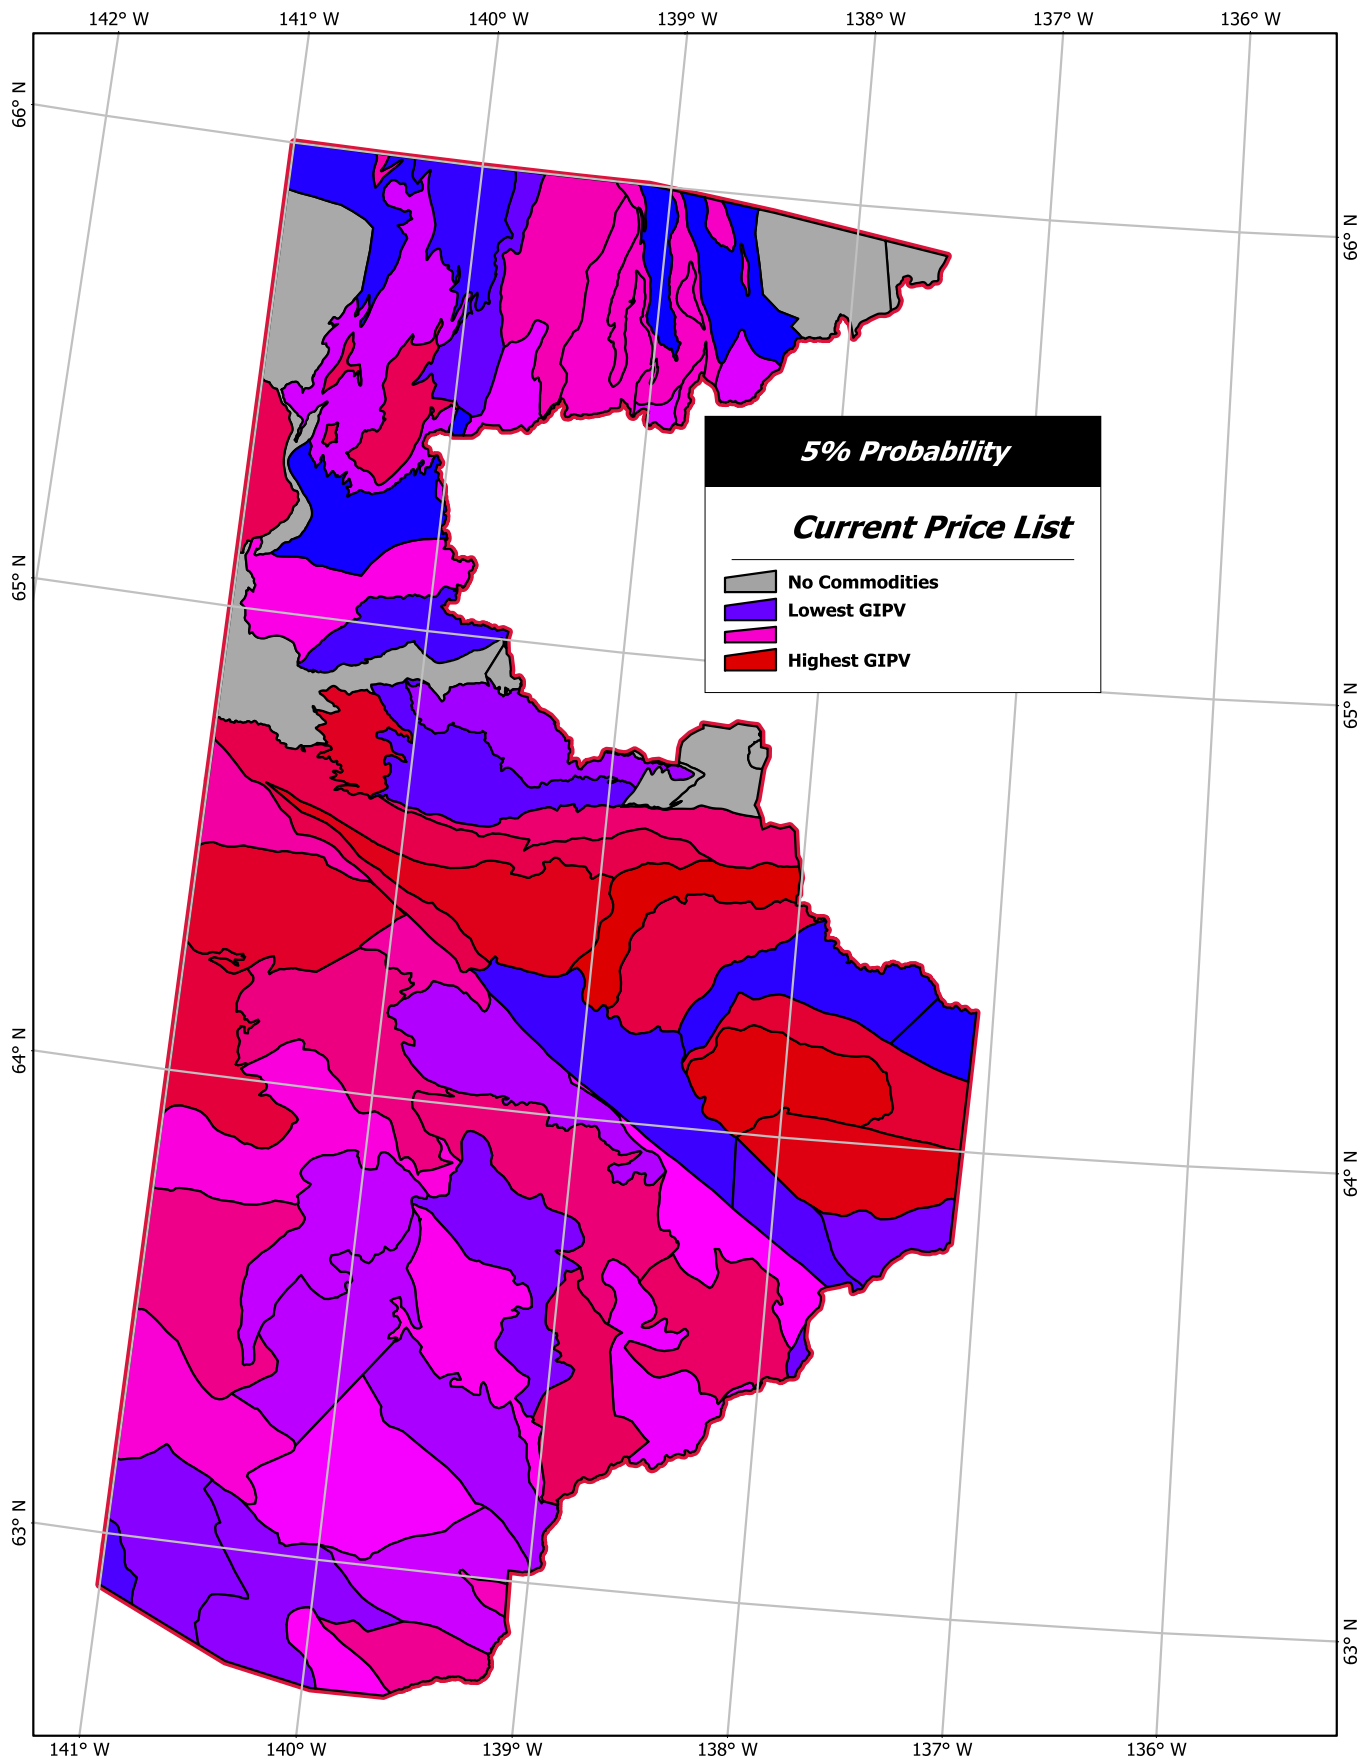 142° W 141° W 140° W 139° W 138° W 137° W 136° W
66° N
66° N
5% Probability
Current Price List
No Commodities
Lowest GIPV
Highest GIPV
65° N
65° N
64° N
64° N
63° N
63° N
141° W 140° W 139° W 138° W 137° W 136° W